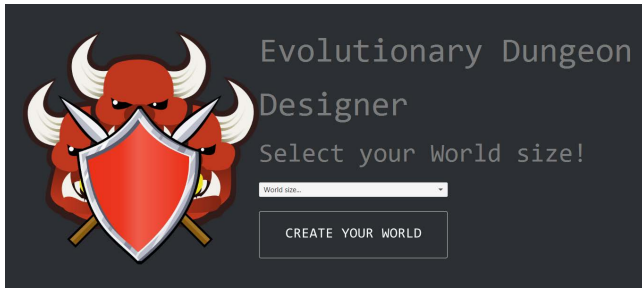 Evolutionary Dungeon
Designer
Select your World size!
World size...
CREATE YOUR WORLD